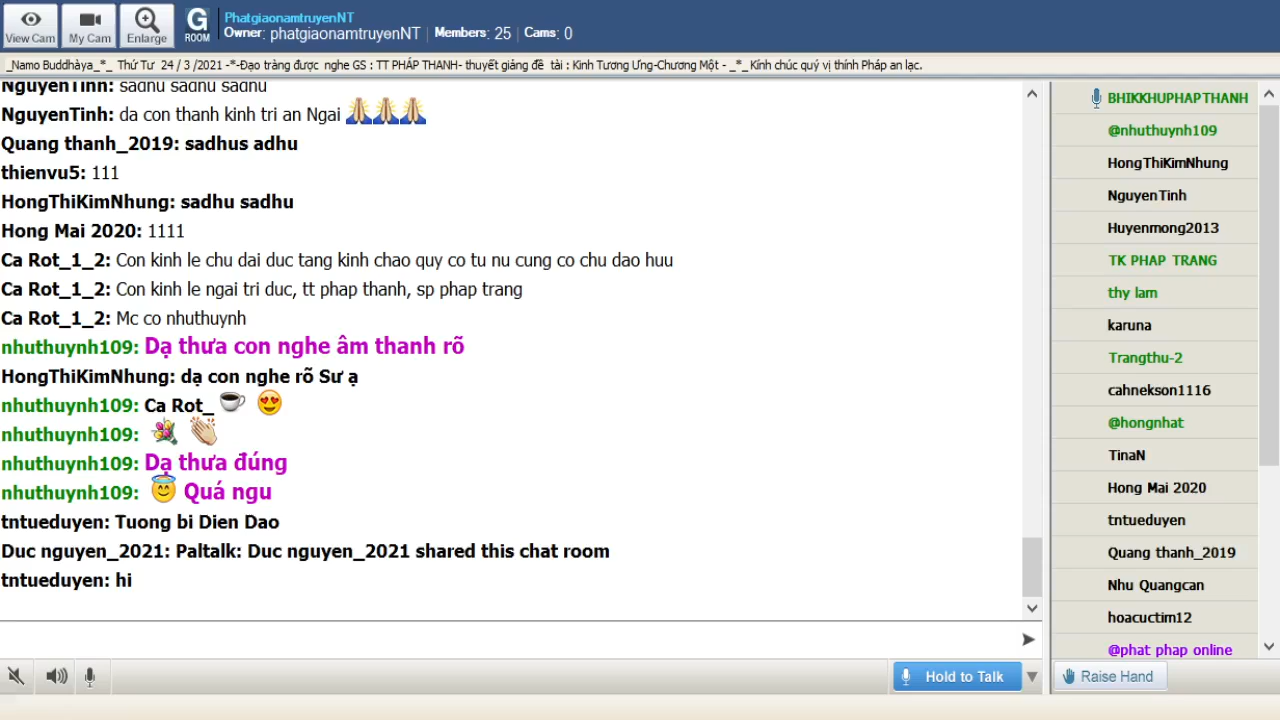 View Cam
My Cam
Enlarge
G
ROOM
PhatgiaonamtruyenNT
Owner: phatgiaonamtruyenNT | Members: 25 | Cams: 0
_Namo Buddhàya_*_ Thứ Tư 24 / 3 /2021 -*-Đạo tràng được nghe GS : TT PHÁP THANH- thuyết giảng đề tài : Kinh Tương Ưng-Chương Một - _*_ Kính chúc quý vị thính Pháp an lạc.
NguyenTinh: sadhu sadhu sadhu
NguyenTinh: da con thanh kinh tri an Ngai
Quang thanh_2019: sadhus adhu
thienvu5: 111
HongThiKimNhung: sadhu sadhu
Hong Mai 2020: 1111
Ca Rot_1_2: Con kinh le chu dai duc tang kinh chao quy co tu nu cung co chu dao huu
Ca Rot_1_2: Con kinh le ngai tri duc, tt phap thanh, sp phap trang
Ca Rot_1_2: Mc co nhuthuynh
nhuthuynh109: Dạ thưa con nghe âm thanh rõ
HongThiKimNhung: dạ con nghe rõ Sư ạ
nhuthuynh109: Ca Rot_
nhuthuynh109:
nhuthuynh109: Dạ thưa đúng
nhuthuynh109: Quá ngu
tntueduyen: Tuong bi Dien Dao
Duc nguyen_2021: Paltalk: Duc nguyen_2021 shared this chat room
tntueduyen: hi
BHIKKHUPHAPTHANH
@nhuthuynh109
HongThiKimNhung
NguyenTinh
Huyenmong2013
TK PHAP TRANG
thy lam
karuna
Trangthu-2
cahnekson1116
@hongnhat
TinaN
Hong Mai 2020
tntueduyen
Quang thanh_2019
Nhu Quangcan
hoacuctim12
@phat phap online
Hold to Talk
Raise Hand